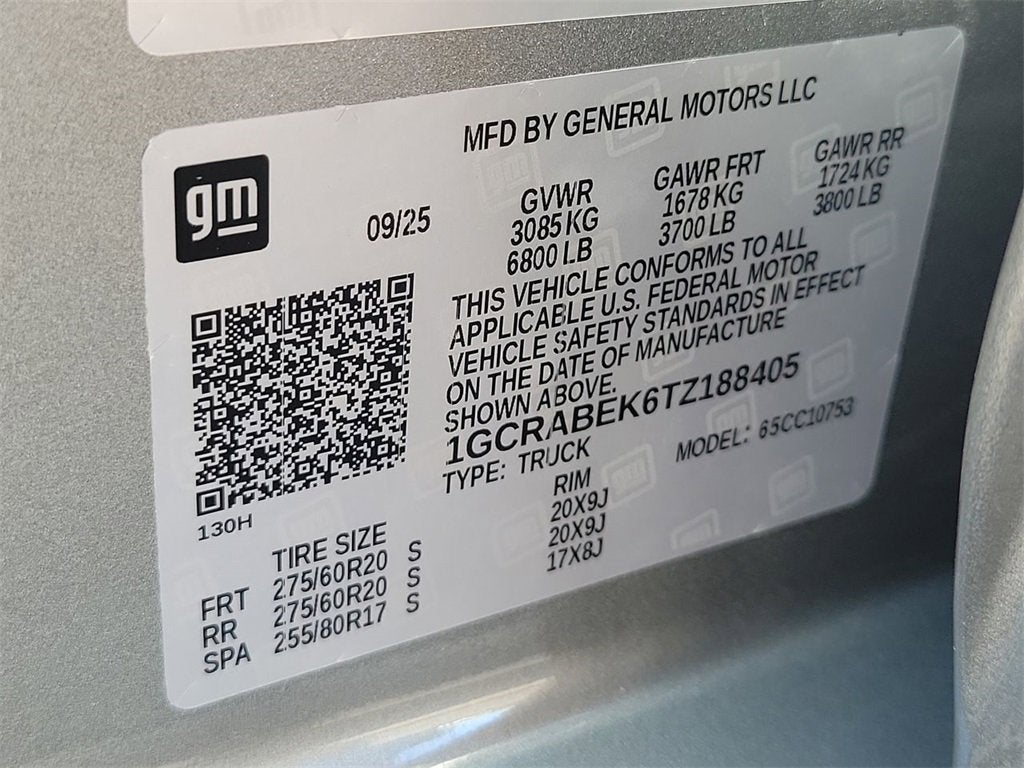 MFD BY GENERAL MOTORS LLC
gm
09/25
GVWR GAWR FRT GAWR RR
3085 KG 1678 KG 1724 KG
6800 LB 3700 LB 3800 LB
THIS VEHICLE CONFORMS TO ALL
APPLICABLE U.S. FEDERAL MOTOR
VEHICLE SAFETY STANDARDS IN EFFECT
ON THE DATE OF MANUFACTURE
SHOWN ABOVE.
1GCRABEK6TZ188405
TYPE: TRUCK MODEL: 65CC10753
130H
TIRE SIZE RIM
FRT 275/60R20 S 20X9J
RR 275/60R20 S 20X9J
SPA 255/80R17 S 17X8J